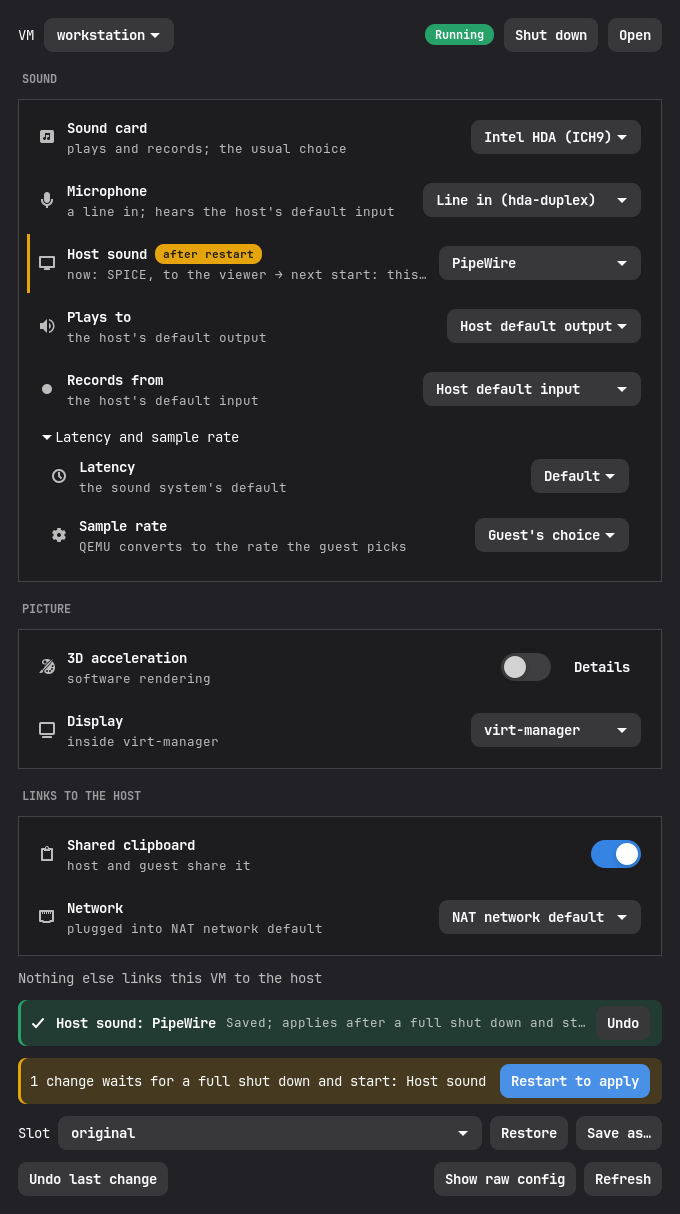 VM workstation Running Shut down Open
SOUND
Sound card
plays and records; the usual choice
Intel HDA (ICH9)
Microphone
a line in; hears the host's default input
Line in (hda-duplex)
Host sound after restart
now: SPICE, to the viewer → next start: this…
PipeWire
Plays to
the host's default output
Host default output
Records from
the host's default input
Host default input
Latency and sample rate
Latency
the sound system's default
Default
Sample rate
QEMU converts to the rate the guest picks
Guest's choice
PICTURE
3D acceleration
software rendering
Details
Display
inside virt-manager
virt-manager
LINKS TO THE HOST
Shared clipboard
host and guest share it
Network
plugged into NAT network default
NAT network default
Nothing else links this VM to the host
Host sound: PipeWire Saved; applies after a full shut down and st… Undo
1 change waits for a full shut down and start: Host sound Restart to apply
Slot original Restore Save as…
Undo last change Show raw config Refresh